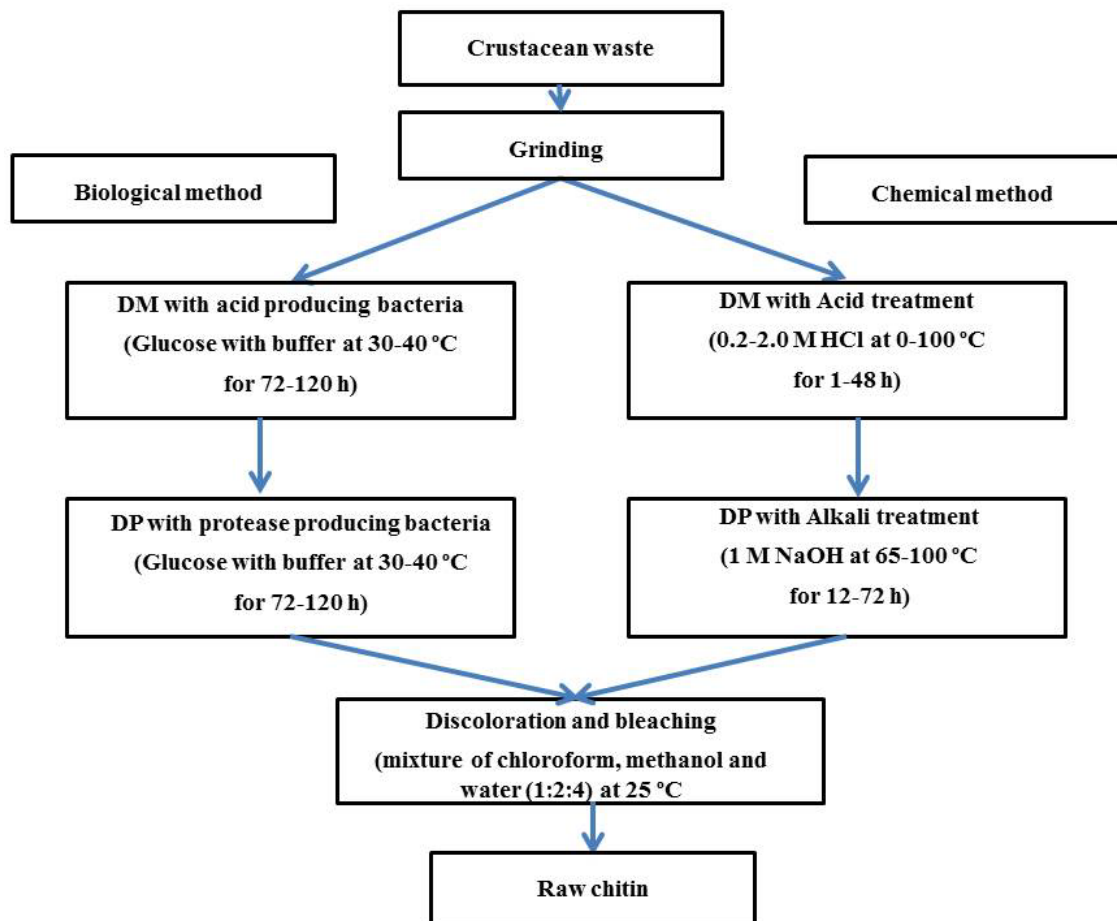 Crustacean waste
Grinding
Biological method
Chemical method
DM with acid producing bacteria
(Glucose with buffer at 30-40 °C
for 72-120 h)
DM with Acid treatment
(0.2-2.0 M HCl at 0-100 °C
for 1-48 h)
DP with protease producing bacteria
(Glucose with buffer at 30-40 °C
for 72-120 h)
DP with Alkali treatment
(1 M NaOH at 65-100 °C
for 12-72 h)
Discoloration and bleaching
(mixture of chloroform, methanol and
water (1:2:4) at 25 °C
Raw chitin